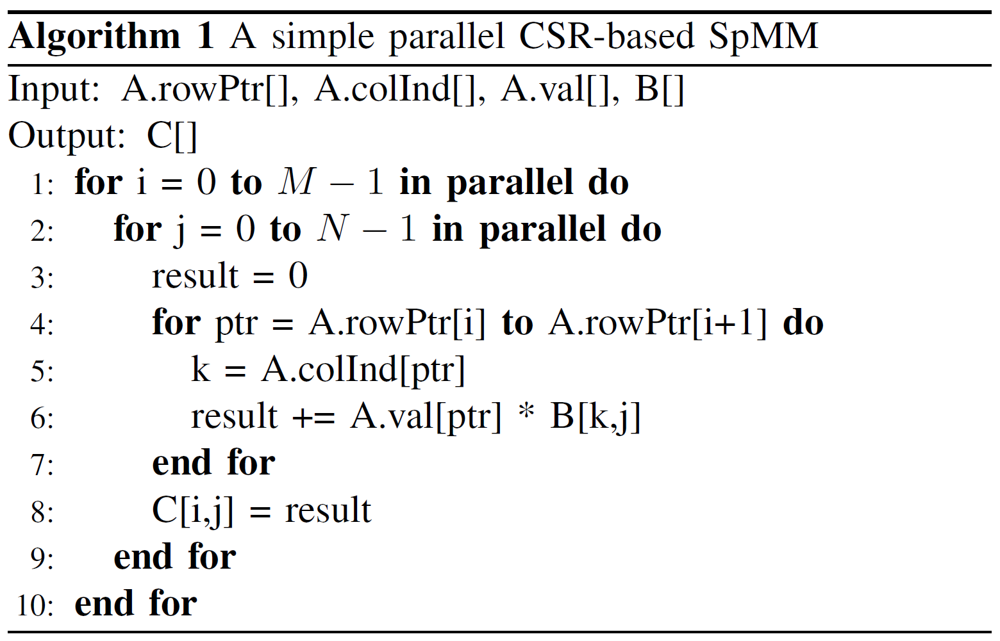 Algorithm 1 A simple parallel CSR-based SpMM
Input: A.rowPtr[], A.colInd[], A.val[], B[]
Output: C[]
1: for i = 0 to M − 1 in parallel do
2: for j = 0 to N − 1 in parallel do
3: result = 0
4: for ptr = A.rowPtr[i] to A.rowPtr[i+1] do
5: k = A.colInd[ptr]
6: result += A.val[ptr] * B[k,j]
7: end for
8: C[i,j] = result
9: end for
10: end for